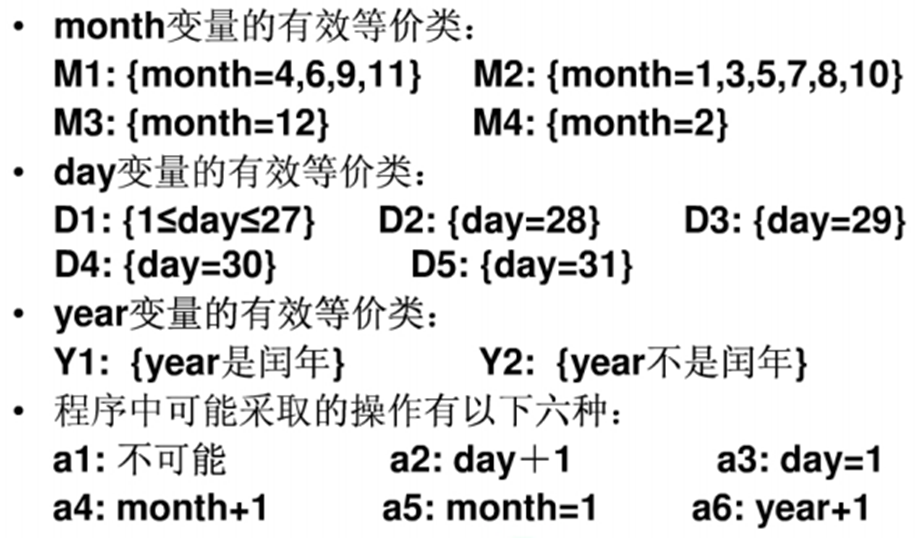 • month变量的有效等价类：
M1: {month=4,6,9,11} M2: {month=1,3,5,7,8,10}
M3: {month=12} M4: {month=2}
• day变量的有效等价类：
D1: {1≤day≤27} D2: {day=28} D3: {day=29}
D4: {day=30} D5: {day=31}
• year变量的有效等价类：
Y1: {year是闰年} Y2: {year不是闰年}
• 程序中可能采取的操作有以下六种：
a1: 不可能 a2: day＋1 a3: day=1
a4: month+1 a5: month=1 a6: year+1